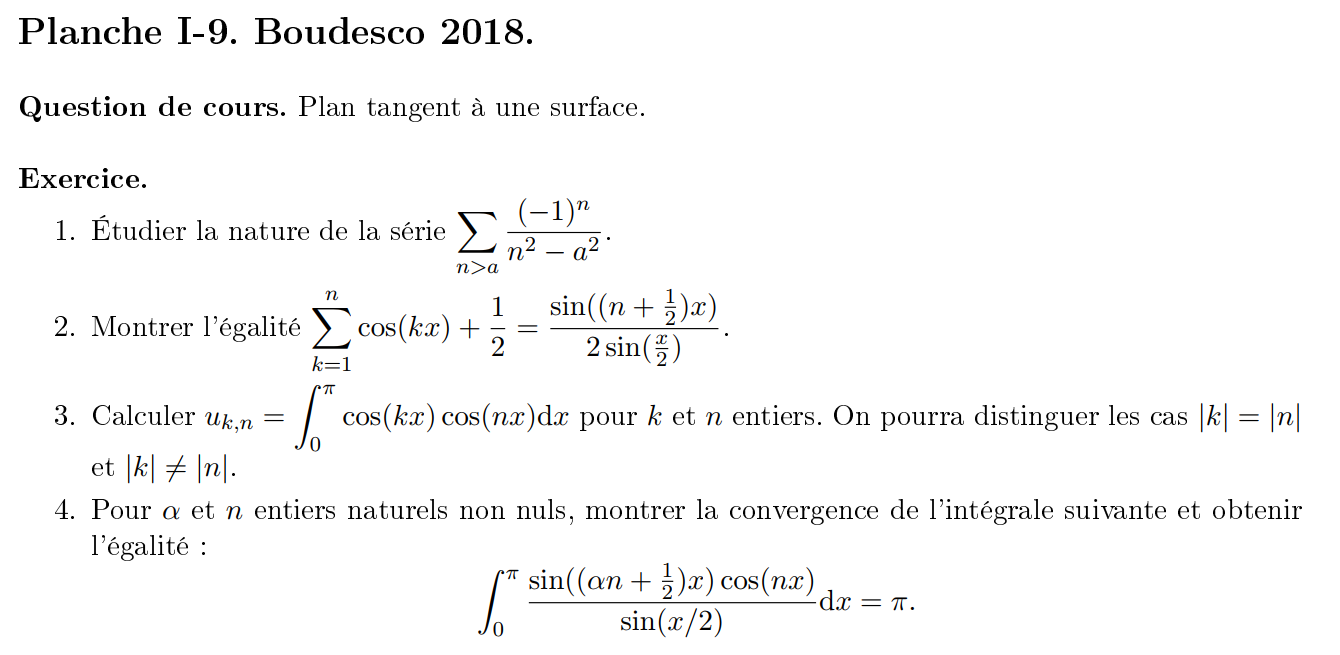 Planche I-9. Boudesco 2018.
Question de cours. Plan tangent à une surface.
Exercice.
1. Étudier la nature de la série $\sum_{n>a} \frac{(-1)^n}{n^2 - a^2}$.
2. Montrer l'égalité $\sum_{k=1}^{n} \cos(kx) + \frac{1}{2} = \frac{\sin((n + \frac{1}{2})x)}{2\sin(\frac{x}{2})}$.
3. Calculer $u_{k,n} = \int_0^{\pi} \cos(kx)\cos(nx)\mathrm{d}x$ pour $k$ et $n$ entiers. On pourra distinguer les cas $|k| = |n|$
et $|k| \neq |n|$.
4. Pour $\alpha$ et $n$ entiers naturels non nuls, montrer la convergence de l'intégrale suivante et obtenir
l'égalité :
$\int_0^{\pi} \frac{\sin((\alpha n + \frac{1}{2})x)\cos(nx)}{\sin(x/2)}\mathrm{d}x = \pi.$